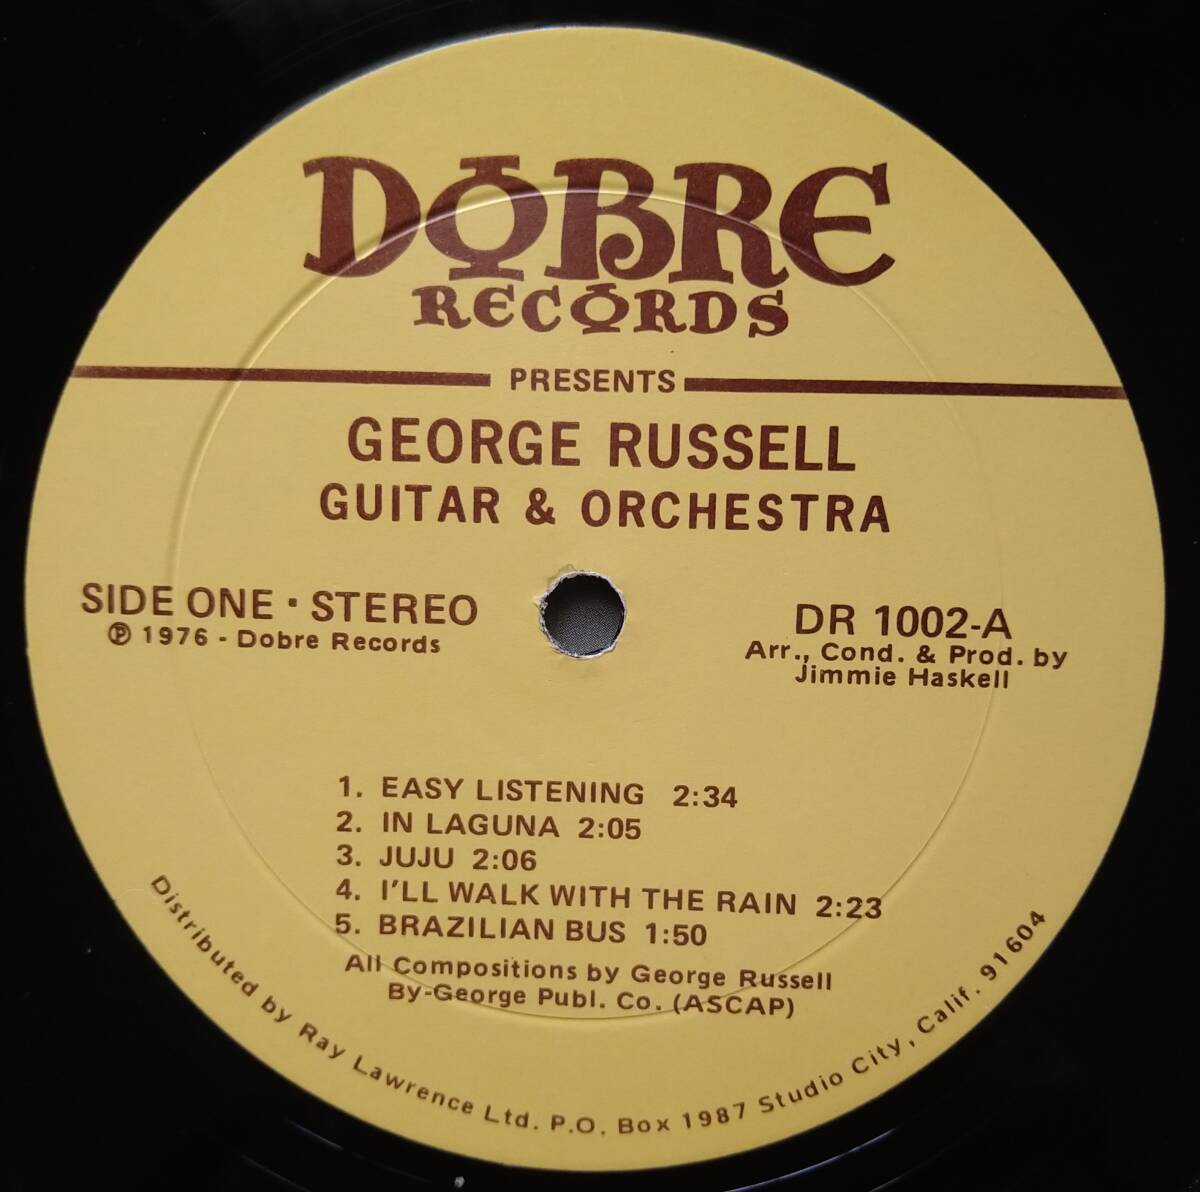 DOBRE
RECORDS
PRESENTS
GEORGE RUSSELL
GUITAR & ORCHESTRA
SIDE ONE · STEREO
℗ 1976 - Dobre Records
DR 1002-A
Arr., Cond. & Prod. by
Jimmie Haskell
1. EASY LISTENING 2:34
2. IN LAGUNA 2:05
3. JUJU 2:06
4. I'LL WALK WITH THE RAIN 2:23
5. BRAZILIAN BUS 1:50
All Compositions by George Russell
By-George Publ. Co. (ASCAP)
Distributed by Ray Lawrence Ltd. P.O. Box 1987 Studio City, Calif. 91604